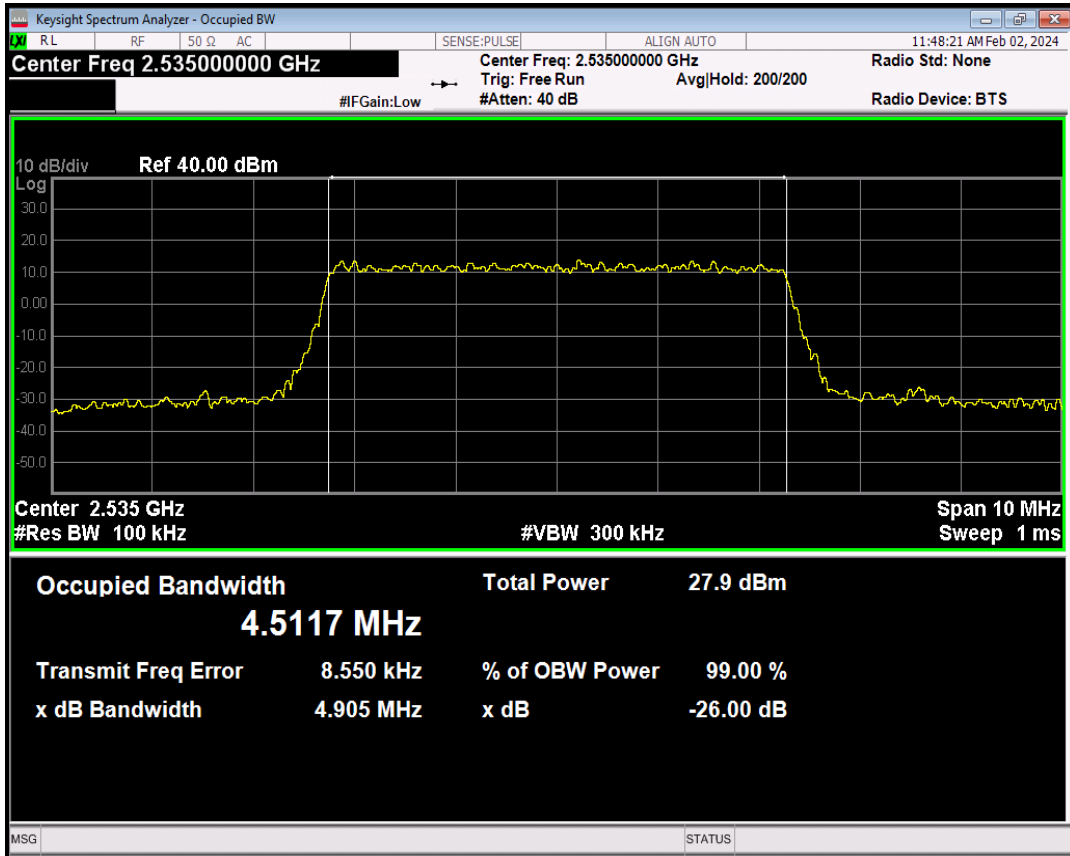 Keysight Spectrum Analyzer - Occupied BW
LXI RL RF 50 Ω AC SENSE:PULSE ALIGN AUTO 11:48:21 AM Feb 02, 2024
Center Freq 2.535000000 GHz Center Freq: 2.535000000 GHz Radio Std: None
Trig: Free Run Avg|Hold: 200/200
#IFGain:Low #Atten: 40 dB Radio Device: BTS
10 dB/div Ref 40.00 dBm
Log
30.0
20.0
10.0
0.00
-10.0
-20.0
-30.0
-40.0
-50.0
Center 2.535 GHz Span 10 MHz
#Res BW 100 kHz #VBW 300 kHz Sweep 1 ms
Occupied Bandwidth Total Power 27.9 dBm
4.5117 MHz
Transmit Freq Error 8.550 kHz % of OBW Power 99.00 %
x dB Bandwidth 4.905 MHz x dB -26.00 dB
MSG STATUS